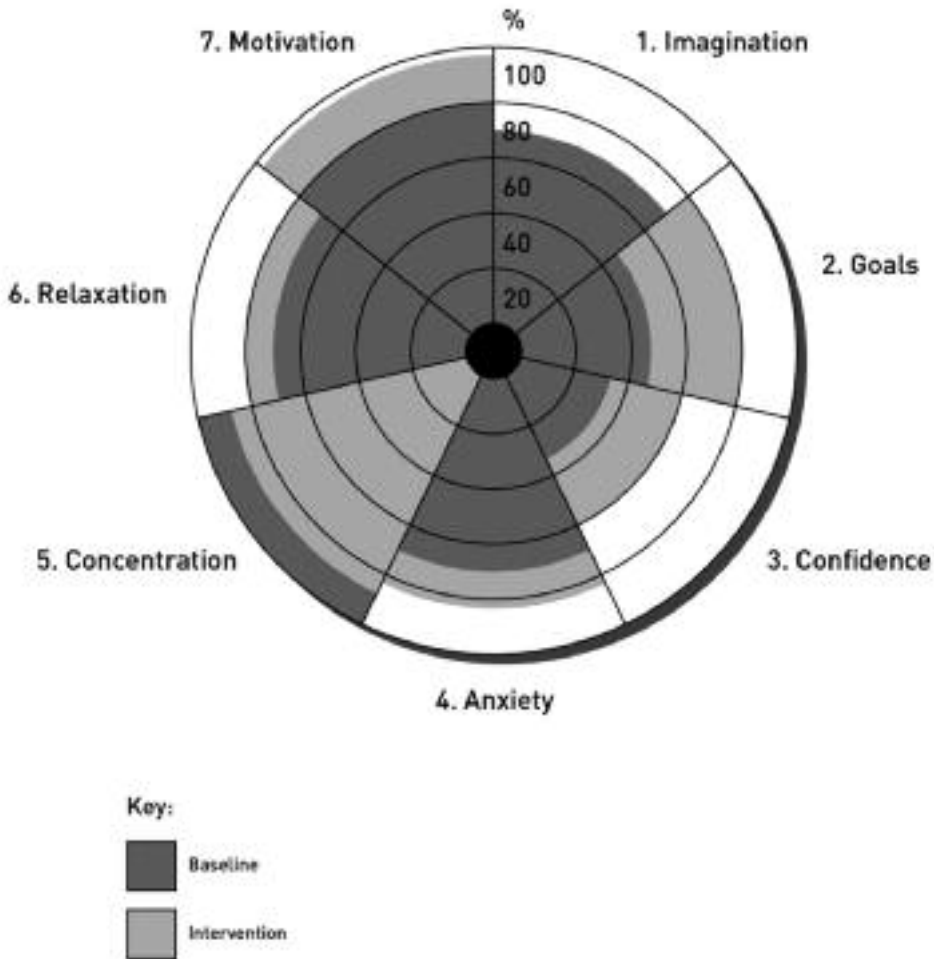 %
7. Motivation
1. Imagination
100
80
60
40
20
2. Goals
6. Relaxation
5. Concentration
3. Confidence
4. Anxiety
Key:
Baseline
Intervention